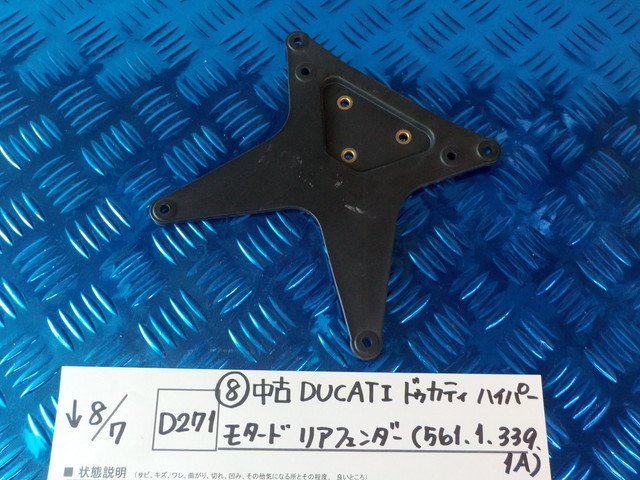 ↓8/7 D271 ⑧中古 DUCATI ドゥカティ ハイパー
モタード リアフェンダー(561.1.339.
1A)
■ 状態説明 (サビ、キズ、ワレ、曲がり、切れ、凹み、その他気になる所とその程度、良いところ)